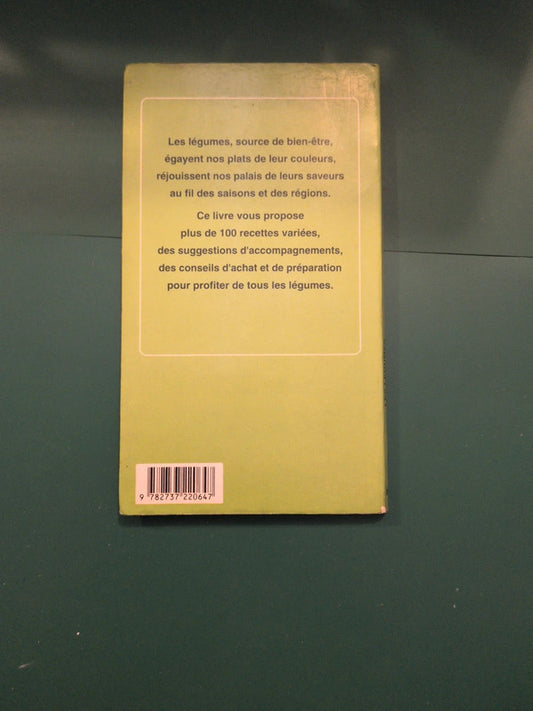 Les légumes, source de bien-être,
égayent nos plats de leur couleurs,
réjouissent nos palais de leurs saveurs
au fil des saisons et des régions.
Ce livre vous propose
plus de 100 recettes variées,
des suggestions d'accompagnements,
des conseils d'achat et de préparation
pour profiter de tous les légumes.
9 782737 220647